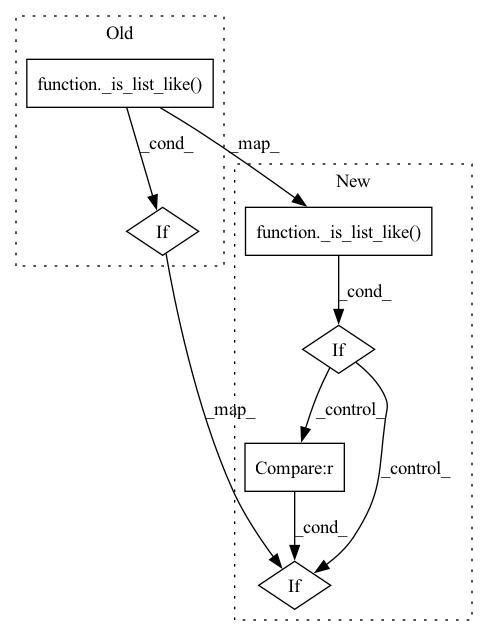 Old
function._is_list_like()
_cond_
_map_
New
If
function._is_list_like()
_cond_
If
_map_
_control_
_control_
Compare:r
_cond_
If